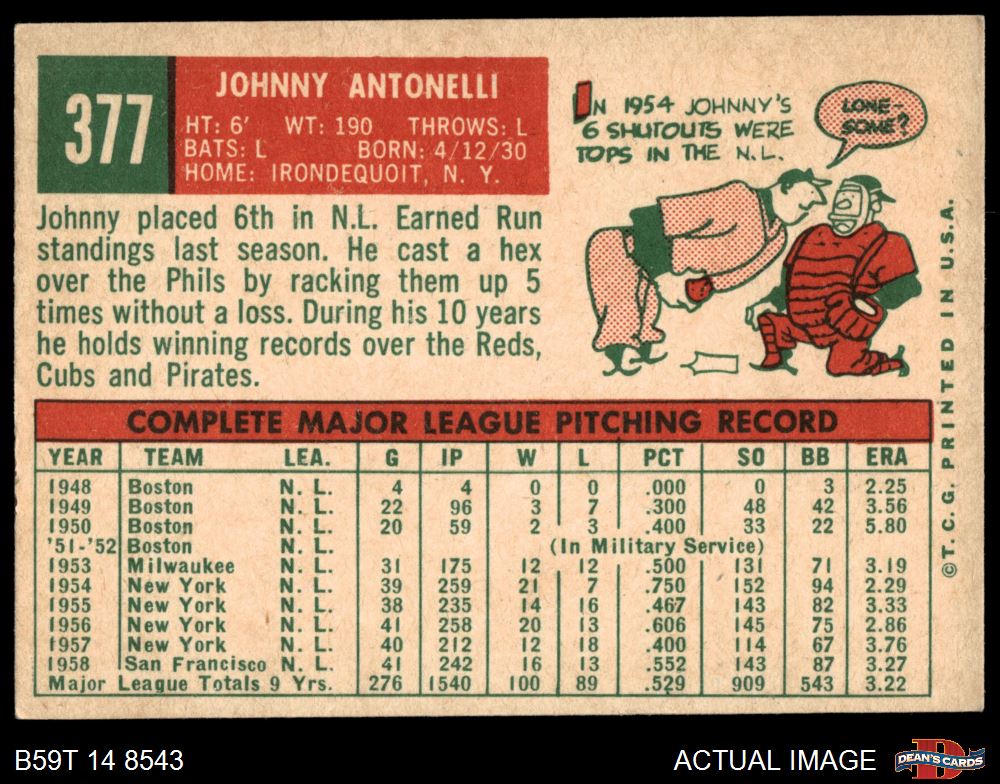 377
JOHNNY ANTONELLI
HT: 6' WT: 190 THROWS: L
BATS: L BORN: 4/12/30
HOME: IRONDEQUOIT, N. Y.
IN 1954 JOHNNY'S
6 SHUTOUTS WERE
TOPS IN THE N.L.
LONE-
SOME?
Johnny placed 6th in N.L. Earned Run
standings last season. He cast a hex
over the Phils by racking them up 5
times without a loss. During his 10 years
he holds winning records over the Reds,
Cubs and Pirates.
COMPLETE MAJOR LEAGUE PITCHING RECORD
YEAR TEAM LEA. G IP W L PCT SO BB ERA
1948 Boston N. L. 4 4 0 0 .000 0 3 2.25
1949 Boston N. L. 22 96 3 7 .300 48 42 3.56
1950 Boston N. L. 20 59 2 3 .400 33 22 5.80
'51-'52 Boston N. L. (In Military Service)
1953 Milwaukee N. L. 31 175 12 12 .500 131 71 3.19
1954 New York N. L. 39 259 21 7 .750 152 94 2.29
1955 New York N. L. 38 235 14 16 .467 143 82 3.33
1956 New York N. L. 41 258 20 13 .606 145 75 2.86
1957 New York N. L. 40 212 12 18 .400 114 67 3.76
1958 San Francisco N. L. 41 242 16 13 .552 143 87 3.27
Major League Totals 9 Yrs. 276 1540 100 89 .529 909 543 3.22
©T. C. G. PRINTED IN U.S.A.
B59T 14 8543
ACTUAL IMAGE
DEAN'S CARDS